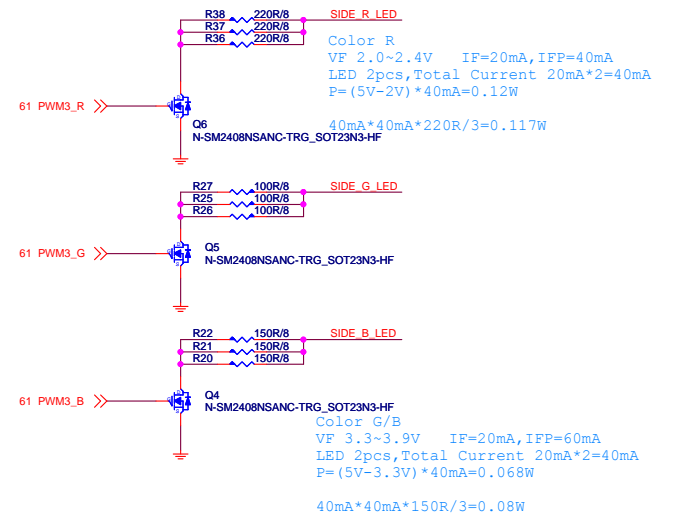 R38 220R/8 SIDE_R_LED
R37 220R/8
R36 220R/8
Color R
VF 2.0~2.4V IF=20mA,IFP=40mA
LED 2pcs,Total Current 20mA*2=40mA
P=(5V-2V)*40mA=0.12W
61 PWM3_R
Q6
40mA*40mA*220R/3=0.117W
N-SM2408NSANC-TRG_SOT23N3-HF
R27 100R/8 SIDE_G_LED
R25 100R/8
R26 100R/8
61 PWM3_G
Q5
N-SM2408NSANC-TRG_SOT23N3-HF
R22 150R/8 SIDE_B_LED
R21 150R/8
R20 150R/8
61 PWM3_B
Q4
N-SM2408NSANC-TRG_SOT23N3-HF
Color G/B
VF 3.3~3.9V IF=20mA,IFP=60mA
LED 2pcs,Total Current 20mA*2=40mA
P=(5V-3.3V)*40mA=0.068W
40mA*40mA*150R/3=0.08W